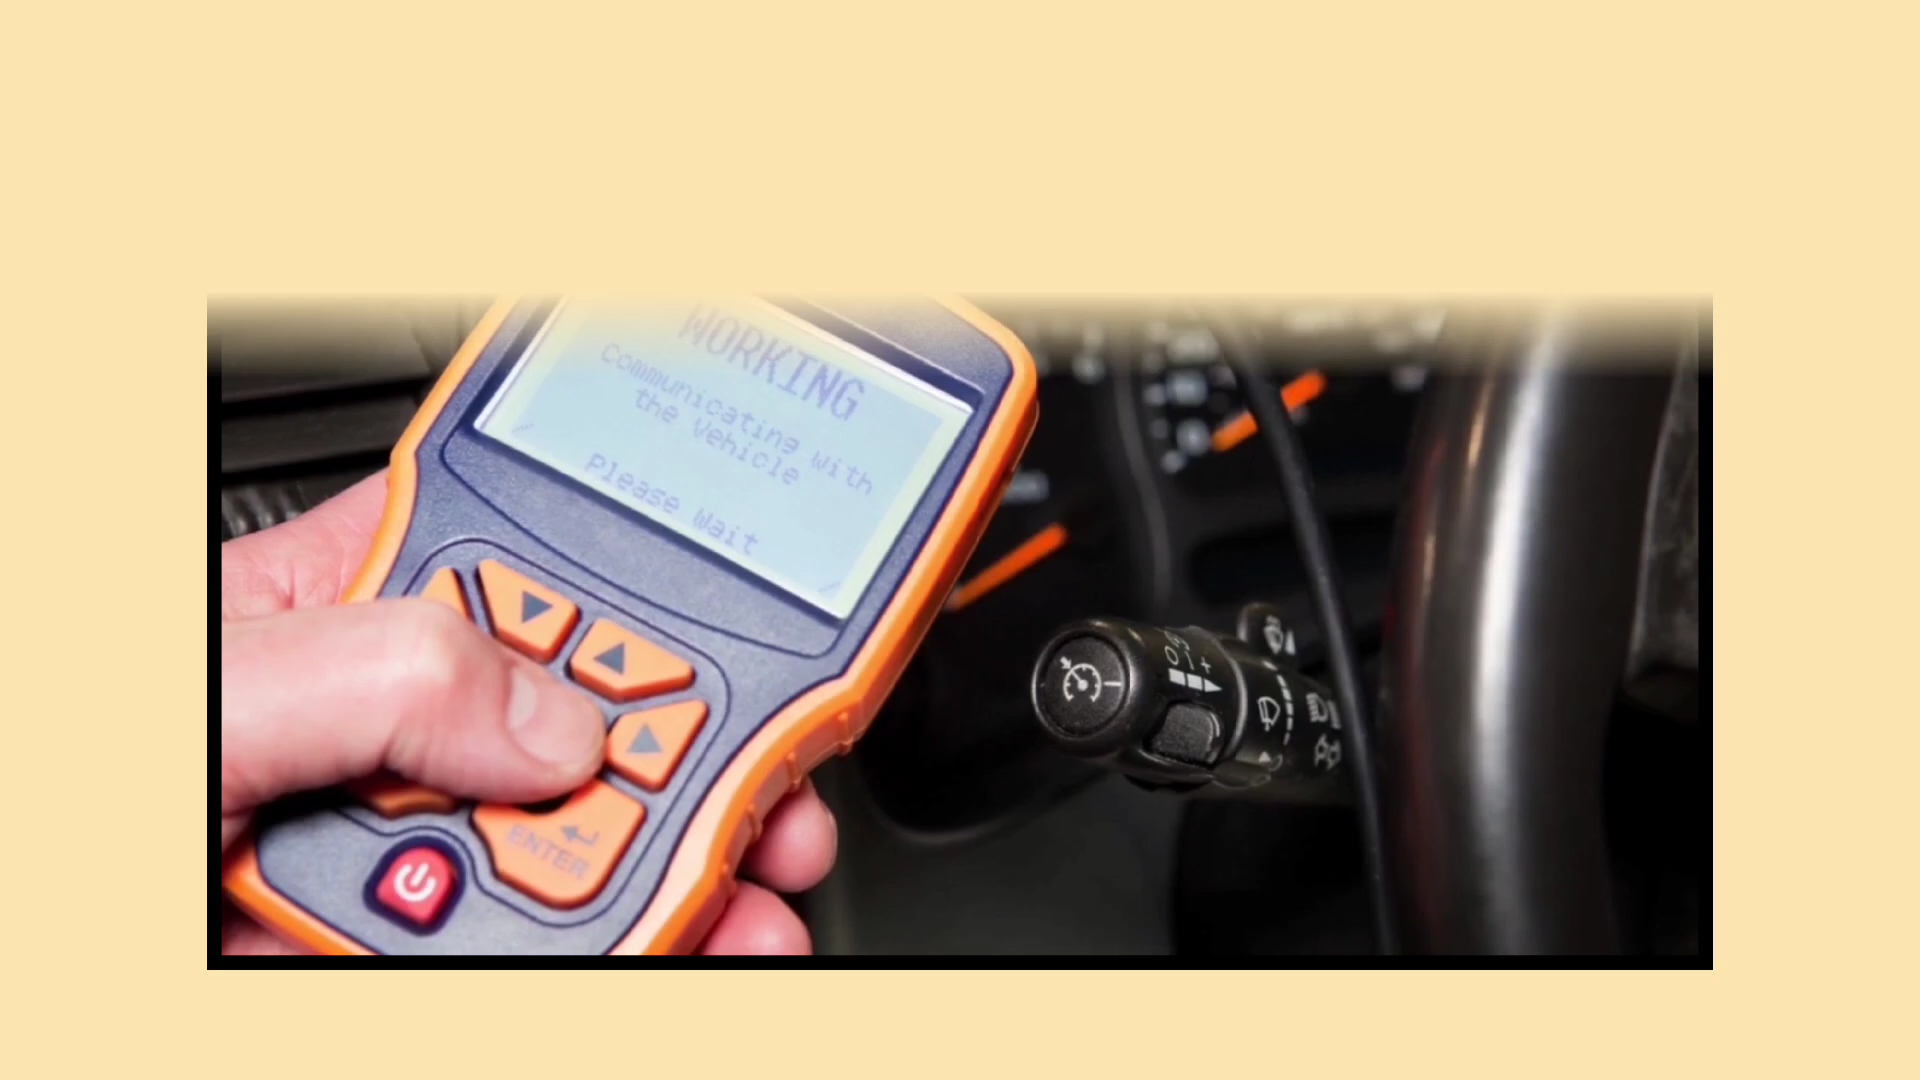 WORKING
Communicating with
the Vehicle
Please Wait
ENTER